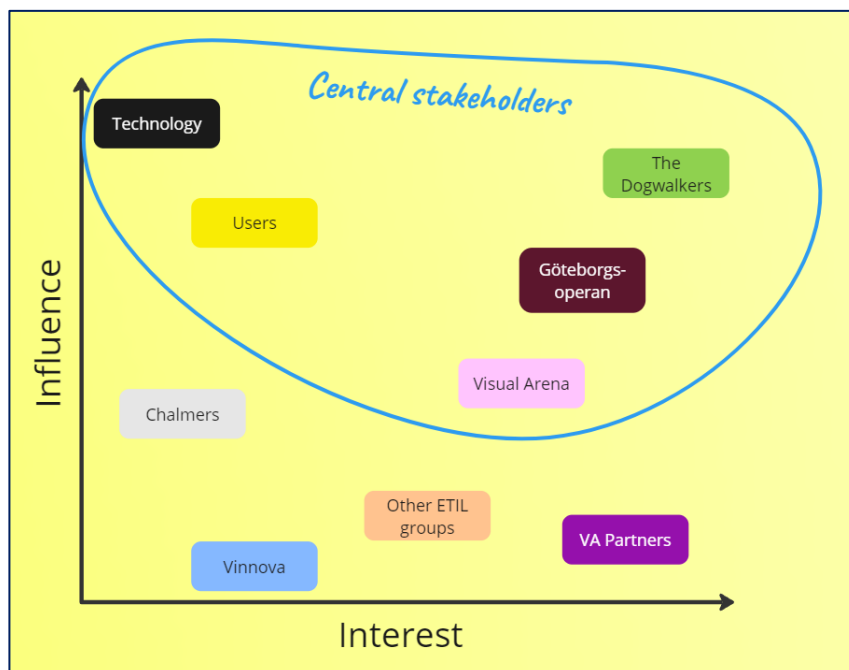 Central stakeholders
Technology
The
Dogwalkers
Users
Göteborgs-
operan
Visual Arena
Chalmers
Other ETIL
groups
VA Partners
Vinnova
Influence
Interest